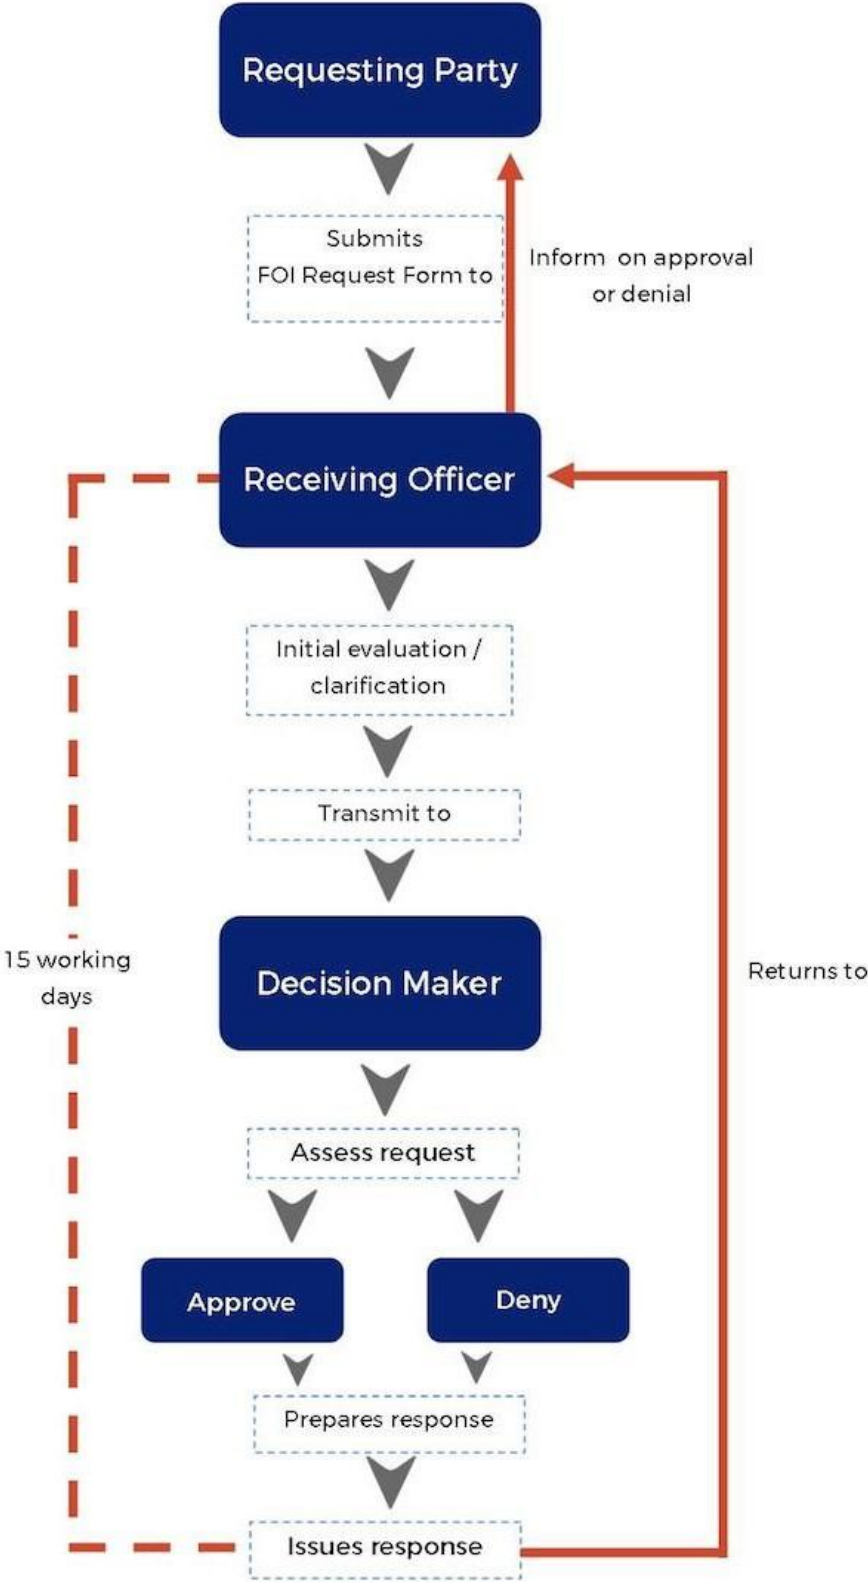 Requesting Party
Submits
FOI Request Form to
Inform on approval
or denial
Receiving Officer
Initial evaluation /
clarification
Transmit to
15 working
days
Decision Maker
Returns to
Assess request
Approve
Deny
Prepares response
Issues response